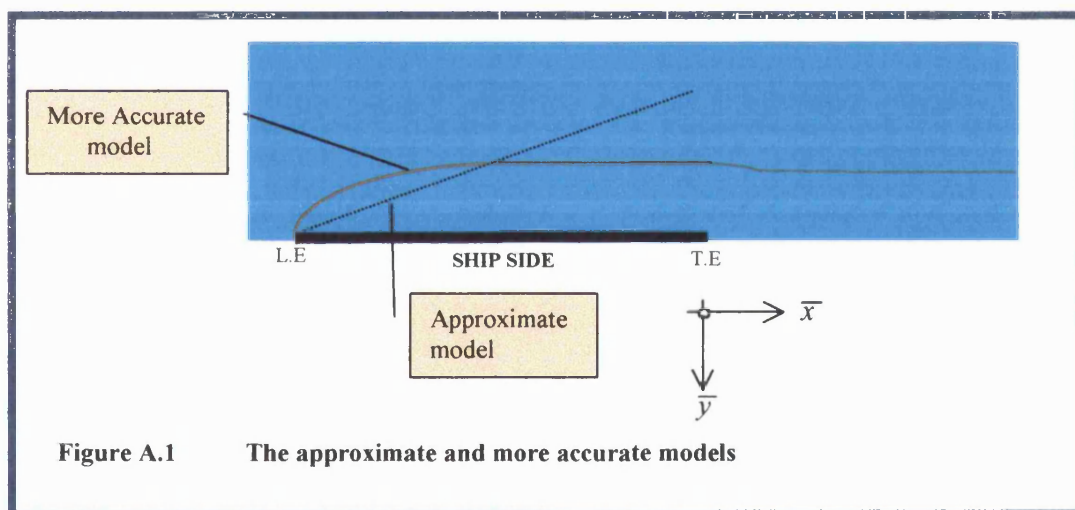 More Accurate
model
L.E
SHIP SIDE
T.E
Approximate
model
x̅
y̅
Figure A.1 The approximate and more accurate models